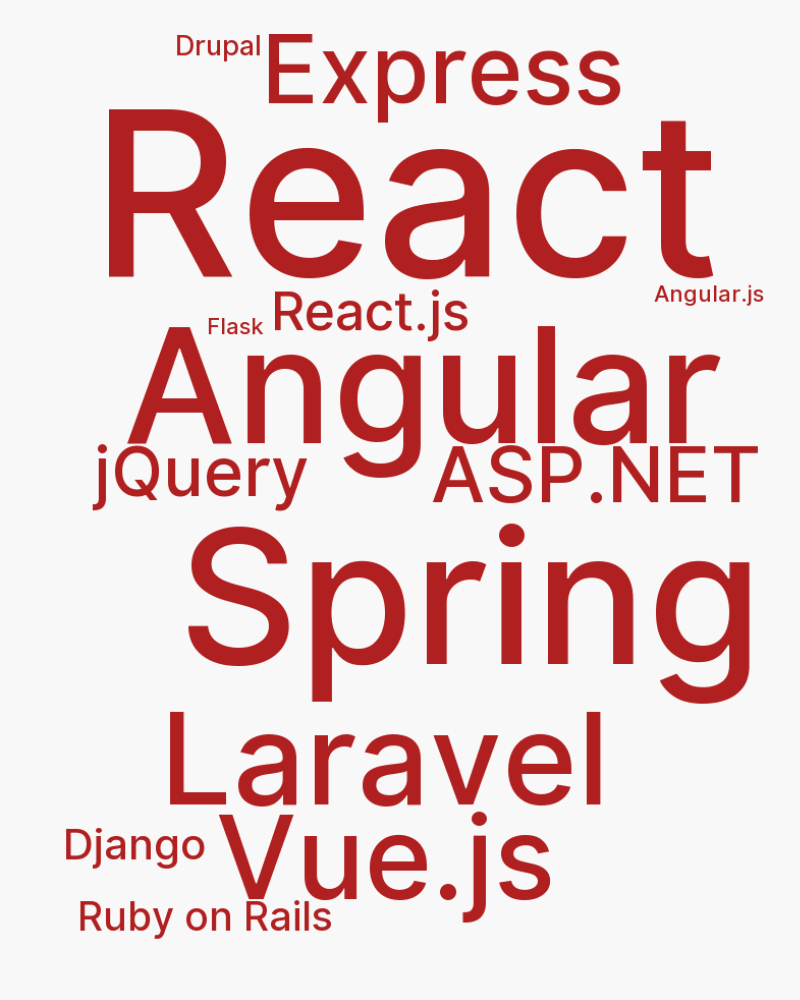 Drupal Express
React
Angular.js
Flask React.js
Angular
jQuery ASP.NET
Spring
Laravel
Django Vue.js
Ruby on Rails